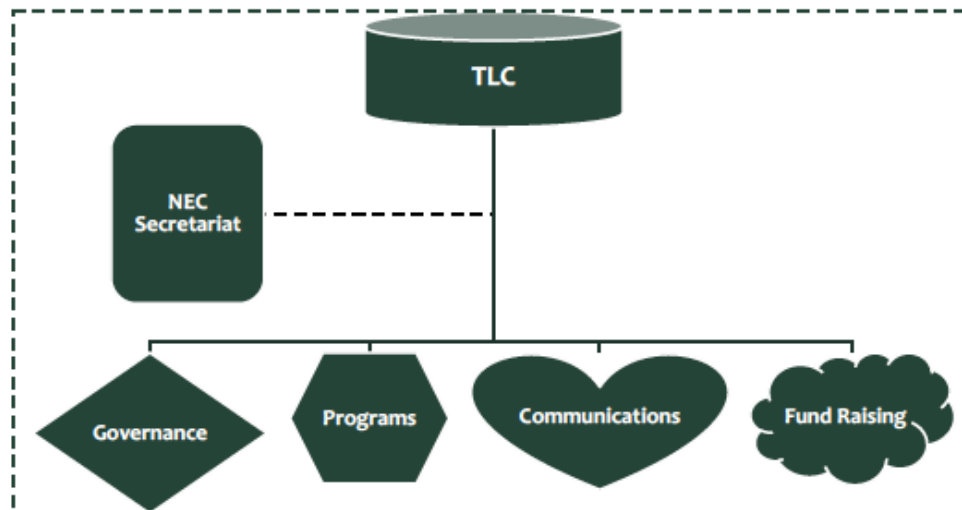 TLC
NEC
Secretariat
Governance
Programs
Communications
Fund Raising